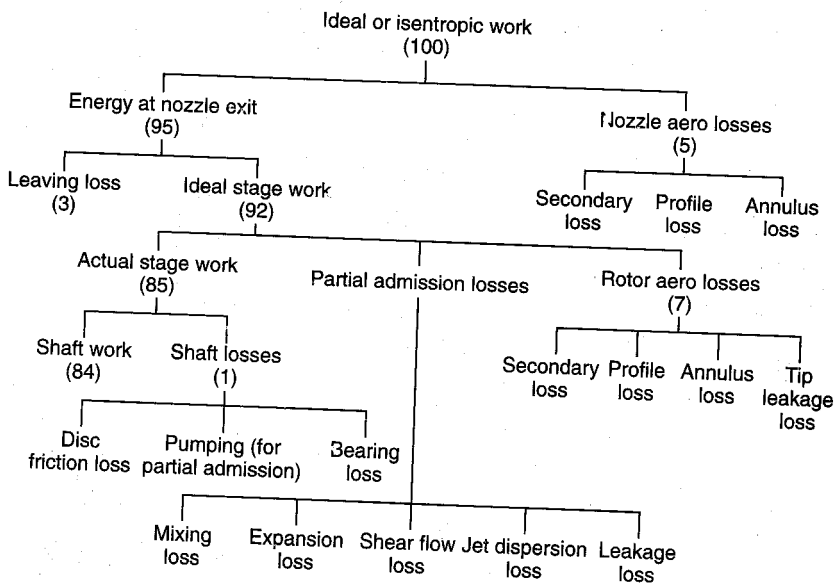 Ideal or isentropic work
(100)
Energy at nozzle exit
(95)
Nozzle aero losses
(5)
Leaving loss
(3)
Ideal stage work
(92)
Secondary
loss
Profile
loss
Annulus
loss
Actual stage work
(85)
Partial admission losses
Rotor aero losses
(7)
Shaft work
(84)
Shaft losses
(1)
Secondary
loss
Profile
loss
Annulus
loss
Tip
leakage
loss
Disc
friction loss
Pumping (for
partial admission)
Bearing
loss
Mixing
loss
Expansion
loss
Shear flow
loss
Jet dispersion
loss
Leakage
loss